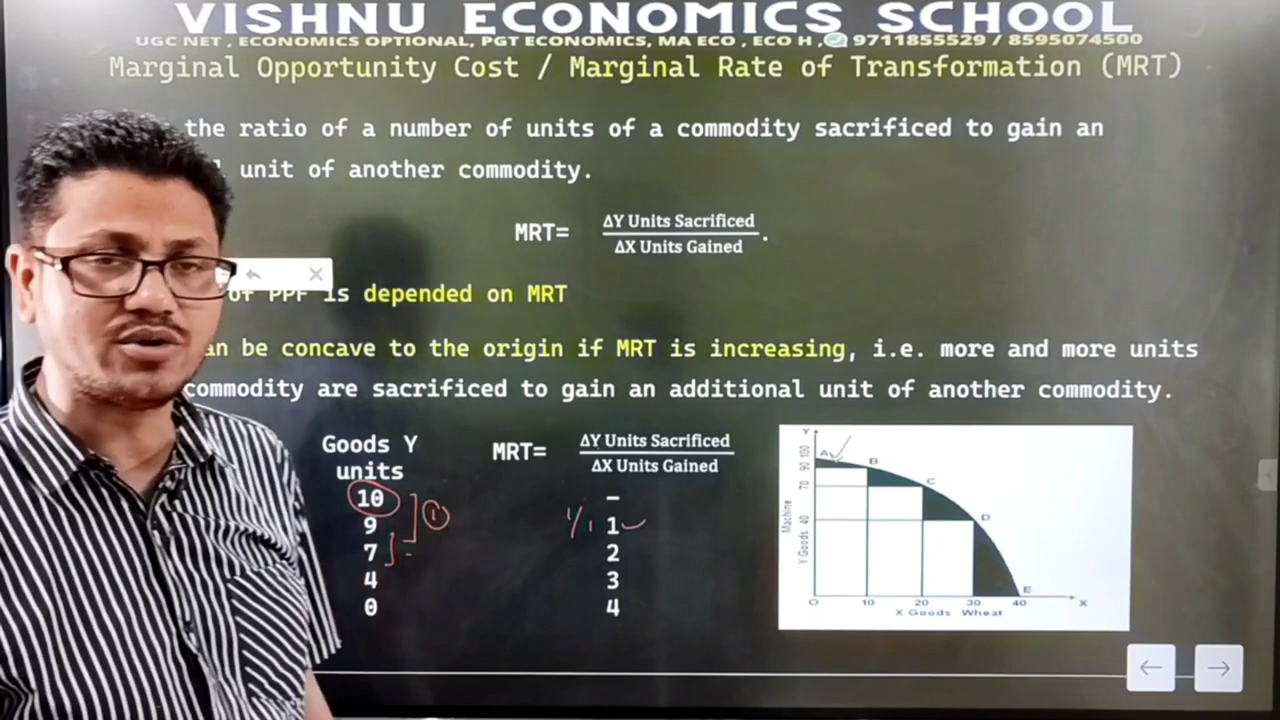 VISHNU ECONOMICS SCHOOL
UGC NET , ECONOMICS OPTIONAL, PGT ECONOMICS, MA ECO , ECO H , 9711855529 / 8595074500
Marginal Opportunity Cost / Marginal Rate of Transformation (MRT)
the ratio of a number of units of a commodity sacrificed to gain an
unit of another commodity.
MRT= ΔY Units Sacrificed
ΔX Units Gained .
of PPF is depended on MRT
an be concave to the origin if MRT is increasing, i.e. more and more units
commodity are sacrificed to gain an additional unit of another commodity.
Goods Y
units
MRT= ΔY Units Sacrificed
ΔX Units Gained
10 –
9 1/1 1
7 2
4 3
0 4
1
Y
100
90
70
40
Machine
Y Goods
A
B
C
D
E
0 10 20 30 40 X
X Goods Wheat